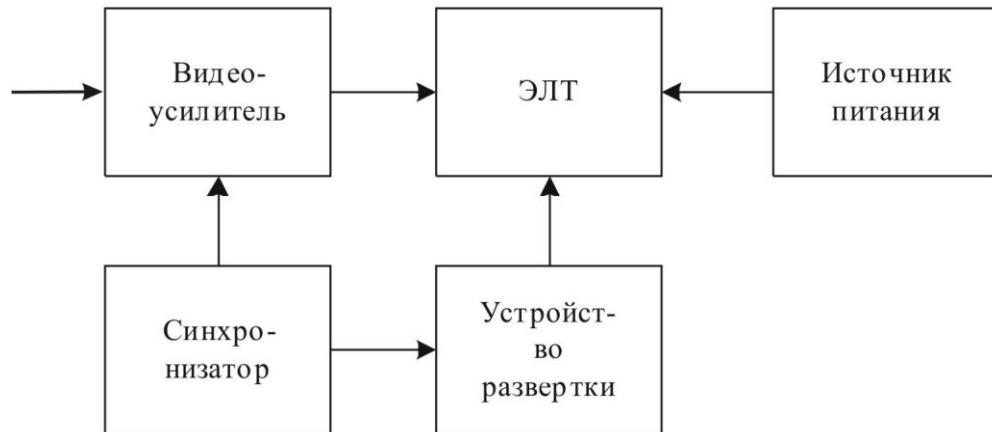 Видео-
усилитель
ЭЛТ
Источник
питания
Синхро-
низатор
Устройст-
во
развертки